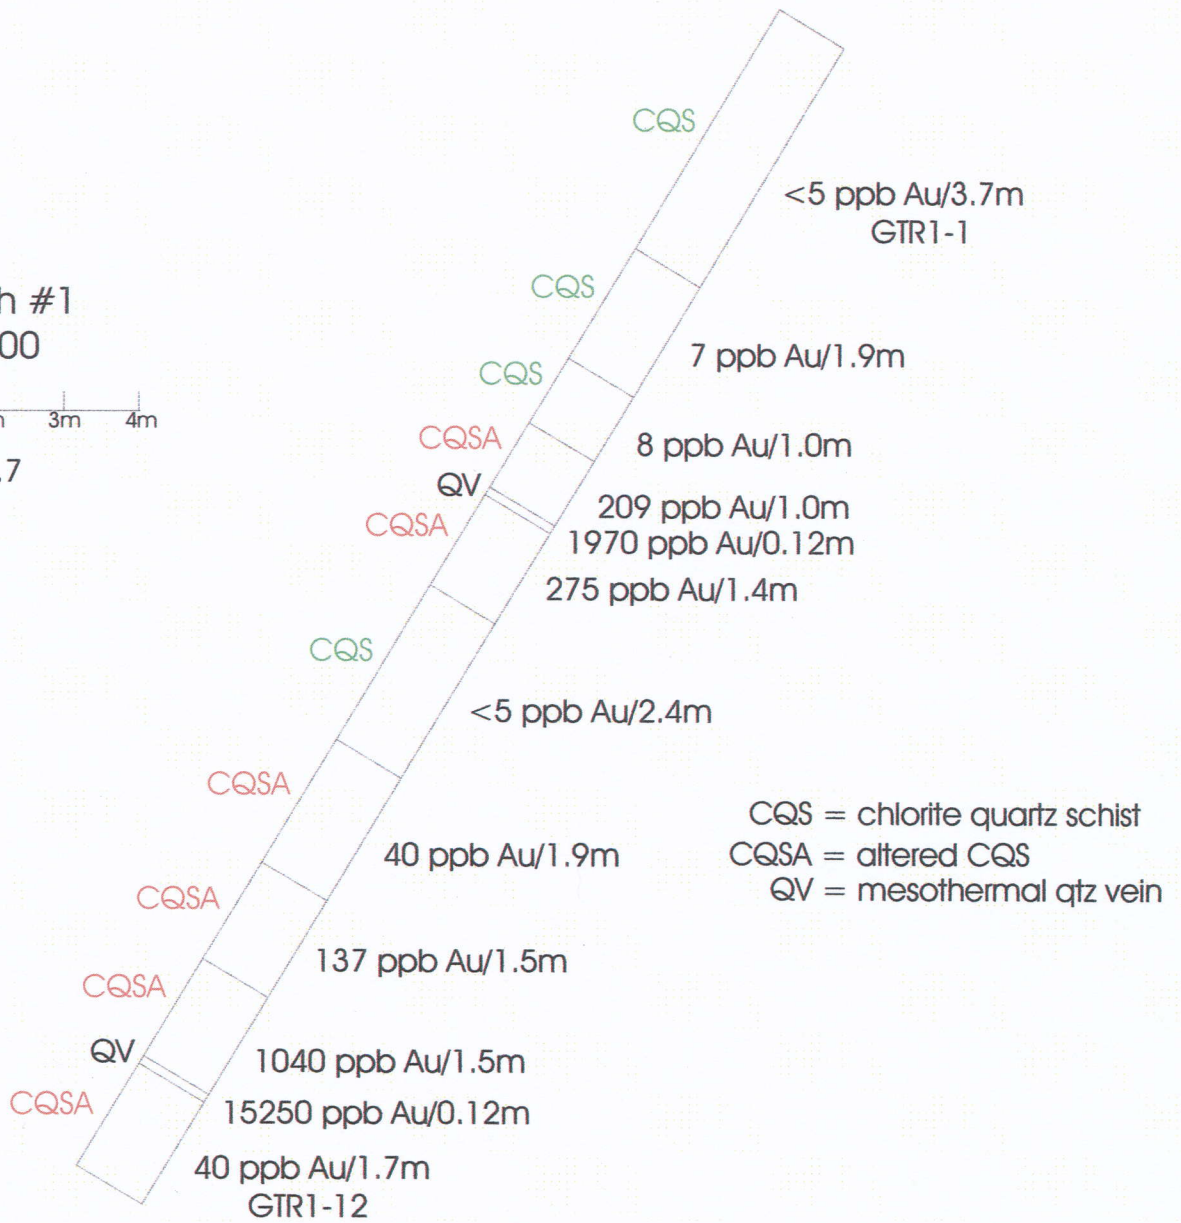 CQS
<5 ppb Au/3.7m
GTR1-1
CQS
#1
7 ppb Au/1.9m
CQS
3m 4m
CQSA
8 ppb Au/1.0m
QV
209 ppb Au/1.0m
CQSA
1970 ppb Au/0.12m
275 ppb Au/1.4m
CQS
<5 ppb Au/2.4m
CQSA
40 ppb Au/1.9m
CQS = chlorite quartz schist
CQSA = altered CQS
QV = mesothermal qtz vein
CQSA
137 ppb Au/1.5m
CQSA
QV
1040 ppb Au/1.5m
CQSA
15250 ppb Au/0.12m
40 ppb Au/1.7m
GTR1-12